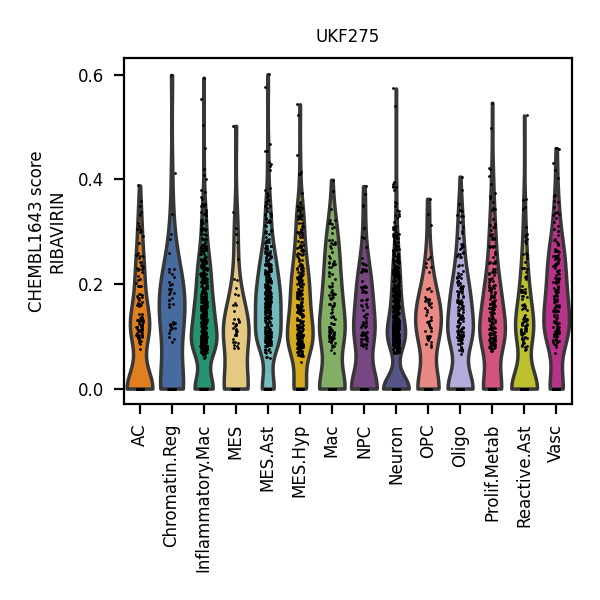 UKF275
CHEMBL1643 score
RIBAVIRIN
0.6
0.4
0.2
0.0
AC
Chromatin.Reg
Inflammatory.Mac
MES
MES.Ast
MES.Hyp
Mac
NPC
Neuron
OPC
Oligo
Prolif.Metab
Reactive.Ast
Vasc